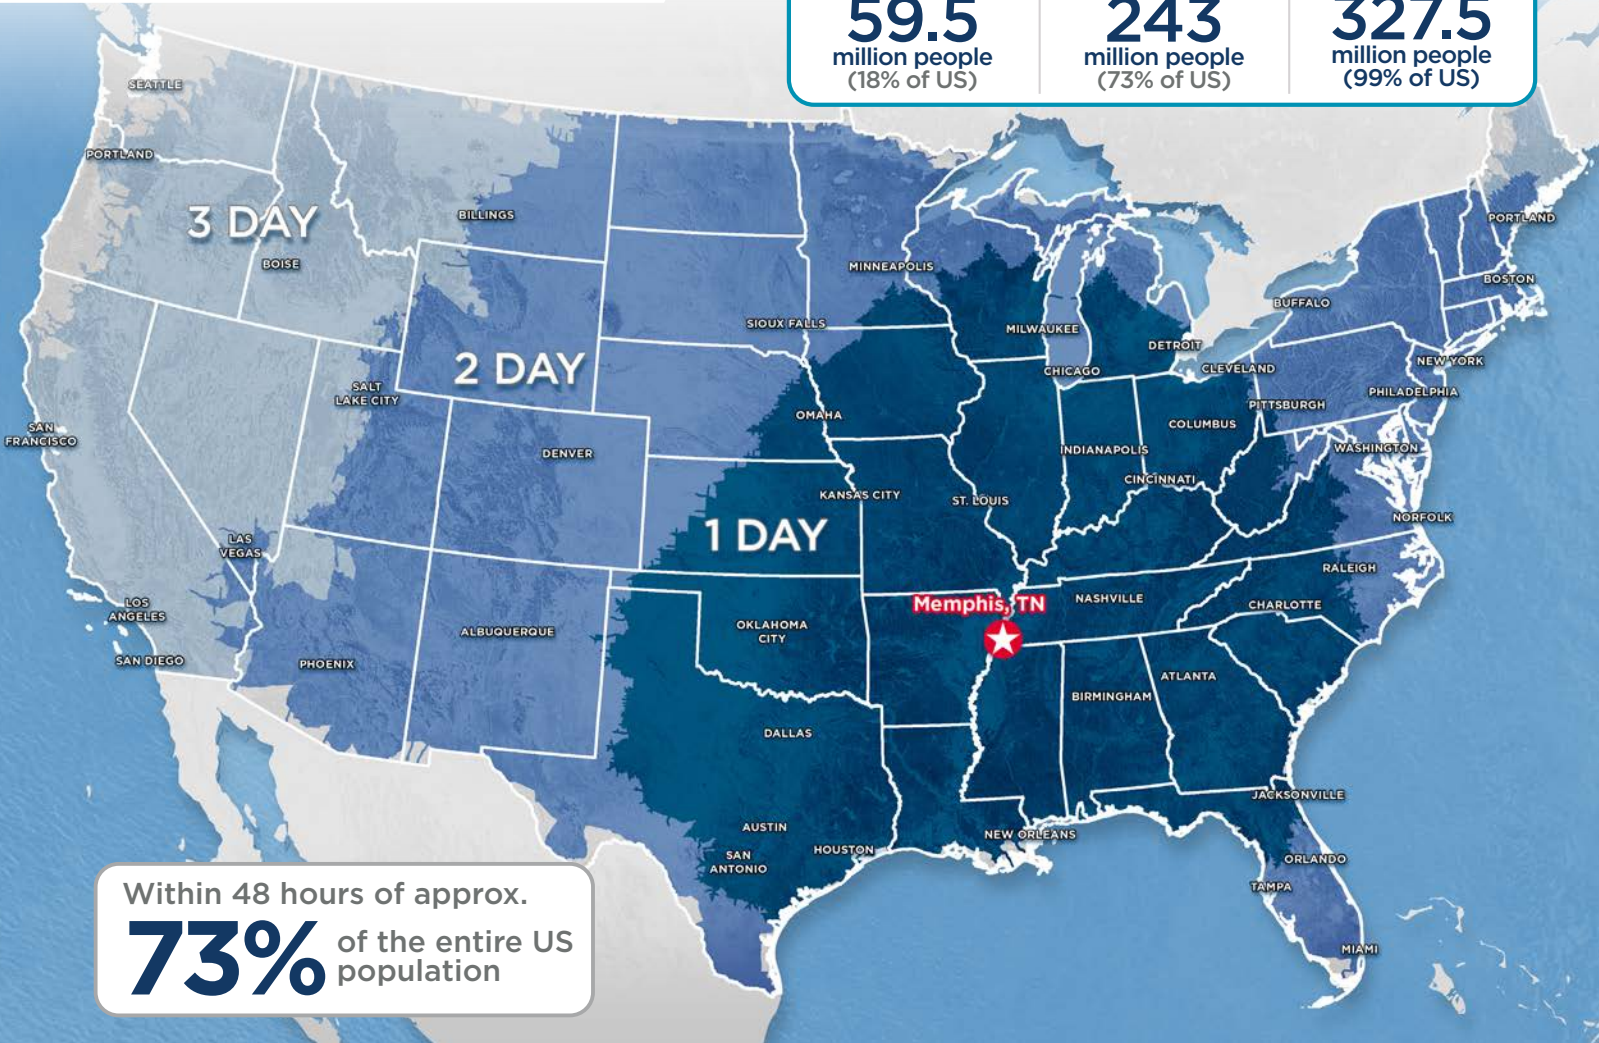 59.5
million people
(18% of US)
243
million people
(73% of US)
327.5
million people
(99% of US)
SEATTLE
PORTLAND
3 DAY
BILLINGS
BOISE
PORTLAND
MINNEAPOLIS
BOSTON
BUFFALO
SIOUX FALLS
MILWAUKEE
DETROIT
2 DAY
CHICAGO
CLEVELAND
NEW YORK
SALT
LAKE CITY
PHILADELPHIA
PITTSBURGH
OMAHA
COLUMBUS
SAN
FRANCISCO
DENVER
INDIANAPOLIS
WASHINGTON
CINCINNATI
KANSAS CITY
ST. LOUIS
NORFOLK
1 DAY
LAS
VEGAS
RALEIGH
LOS
ANGELES
Memphis, TN
NASHVILLE
CHARLOTTE
ALBUQUERQUE
OKLAHOMA
CITY
SAN DIEGO
PHOENIX
ATLANTA
BIRMINGHAM
DALLAS
JACKSONVILLE
AUSTIN
NEW ORLEANS
SAN
ANTONIO
HOUSTON
ORLANDO
TAMPA
MIAMI
Within 48 hours of approx.
73%
of the entire US
population